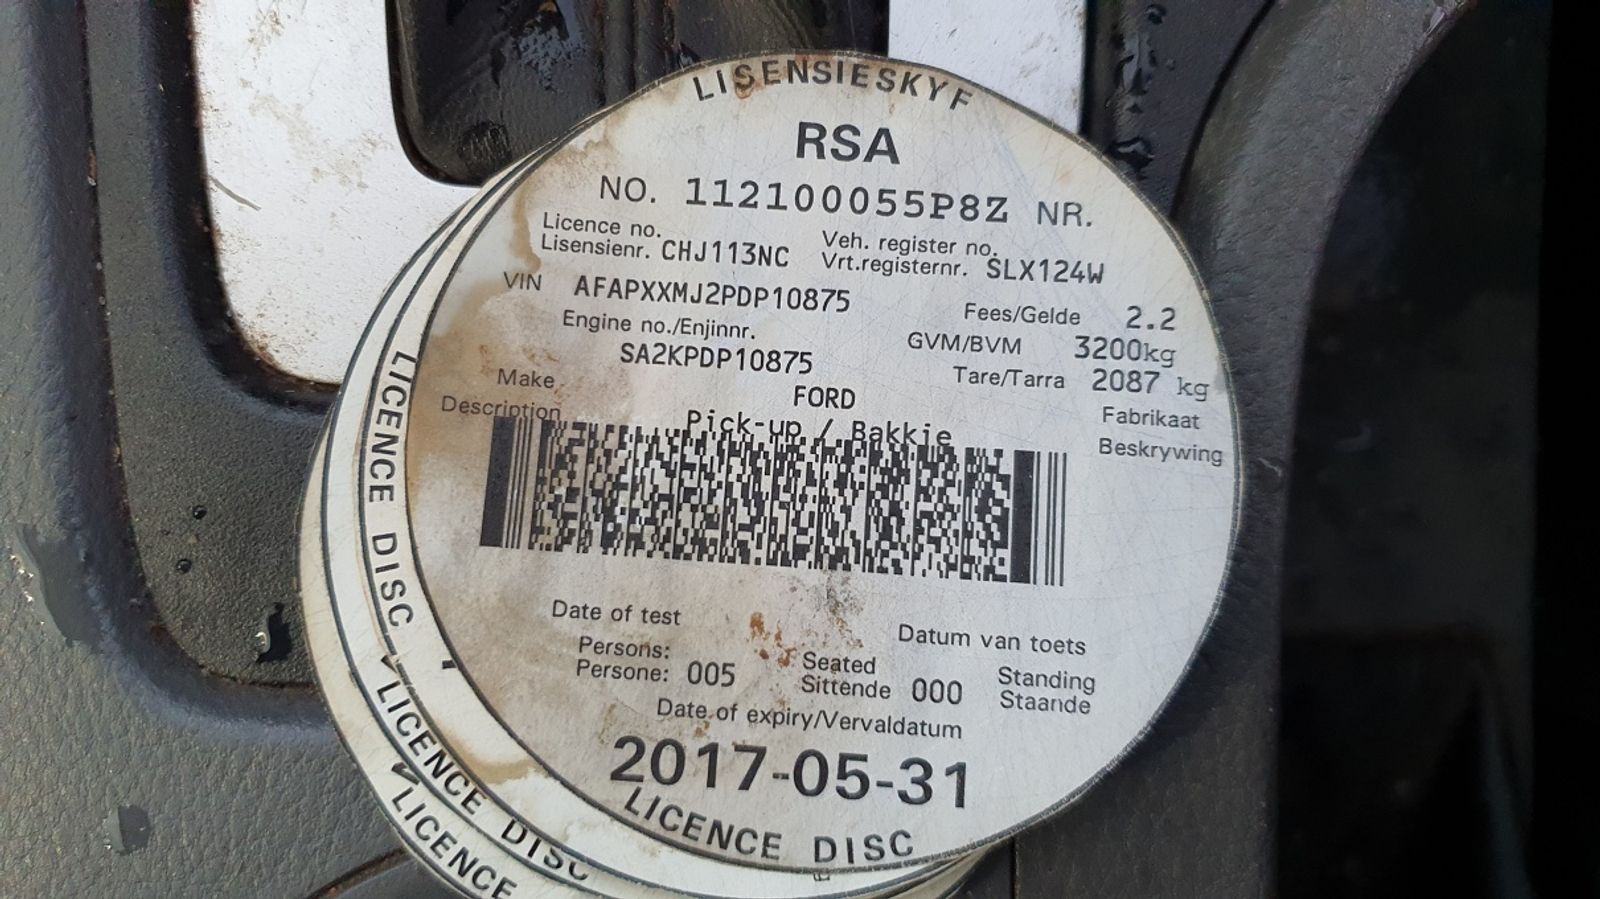 LISENSIESKYF
RSA
NO. 112100055P8Z NR.
Licence no. Veh. register no.
Lisensienr. CHJ113NC Vrt.registernr. SLX124W
VIN AFAPXXMJ2PDP10875
Fees/Gelde 2.2
Engine no./Enjinnr.
GVM/BVM 3200kg
SA2KPDP10875
Tare/Tarra 2087 kg
Make FORD Fabrikaat
Description Pick-up / Bakkie Beskrywing
Date of test Datum van toets
Persons: Seated Standing
Persone: 005 Sittende 000 Staande
Date of expiry/Vervaldatum
2017-05-31
LICENCE DISC
LICENCE DISC
LICENCE DISC
LICENCE